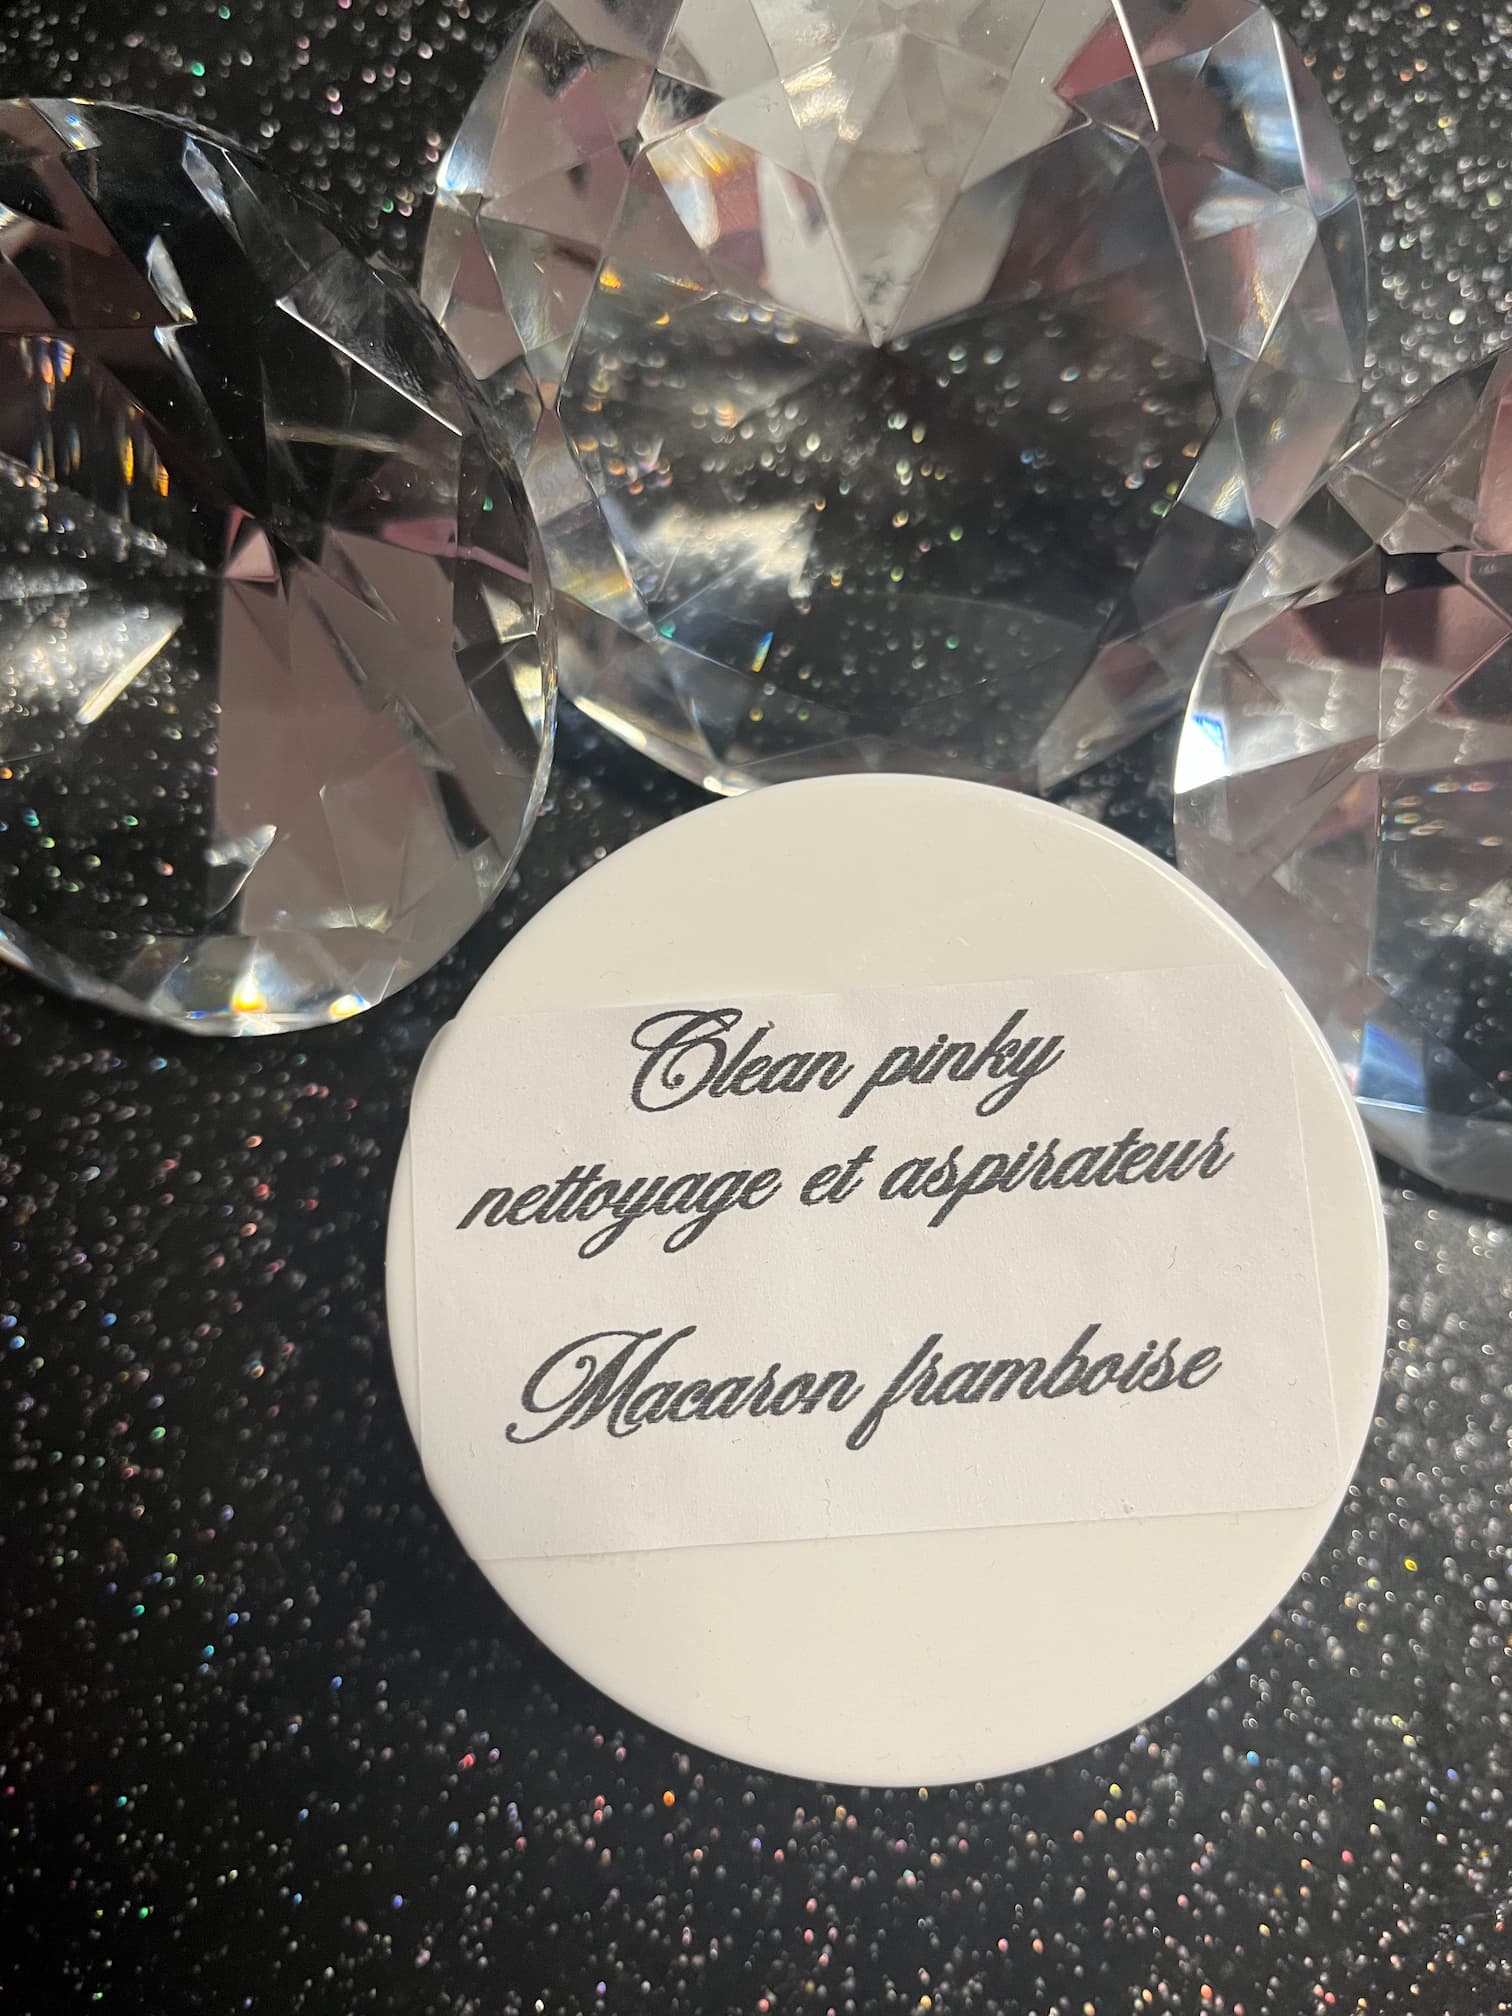 Clean pinky
nettoyage et aspirateur
Macaron framboise